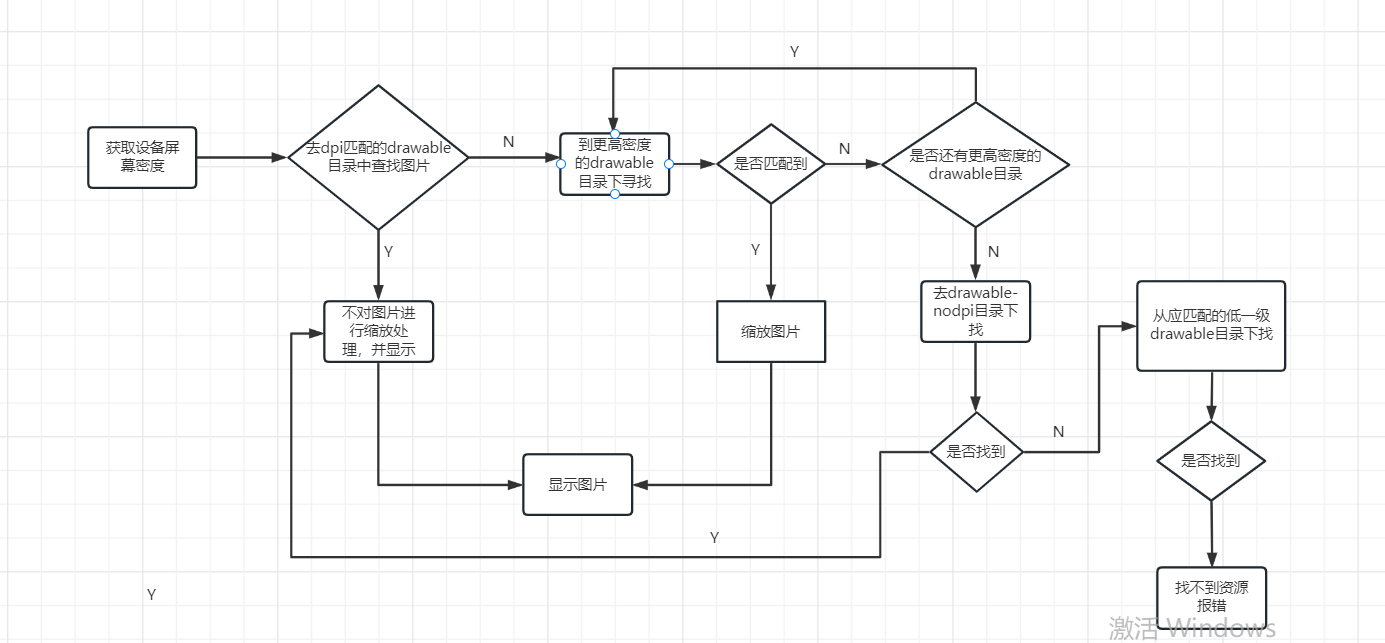 Y
获取设备屏
幕密度
去dpi匹配的drawable
目录中查找图片
N
到更高密度
的drawable
目录下寻找
是否匹配到
N
是否还有更高密度的
drawable目录
Y
Y
N
不对图片进
行缩放处
理，并显示
缩放图片
去drawable-
nodpi目录下
找
从应匹配的低一级
drawable目录下找
显示图片
是否找到
N
是否找到
Y
Y
找不到资源
报错
激活 Windows